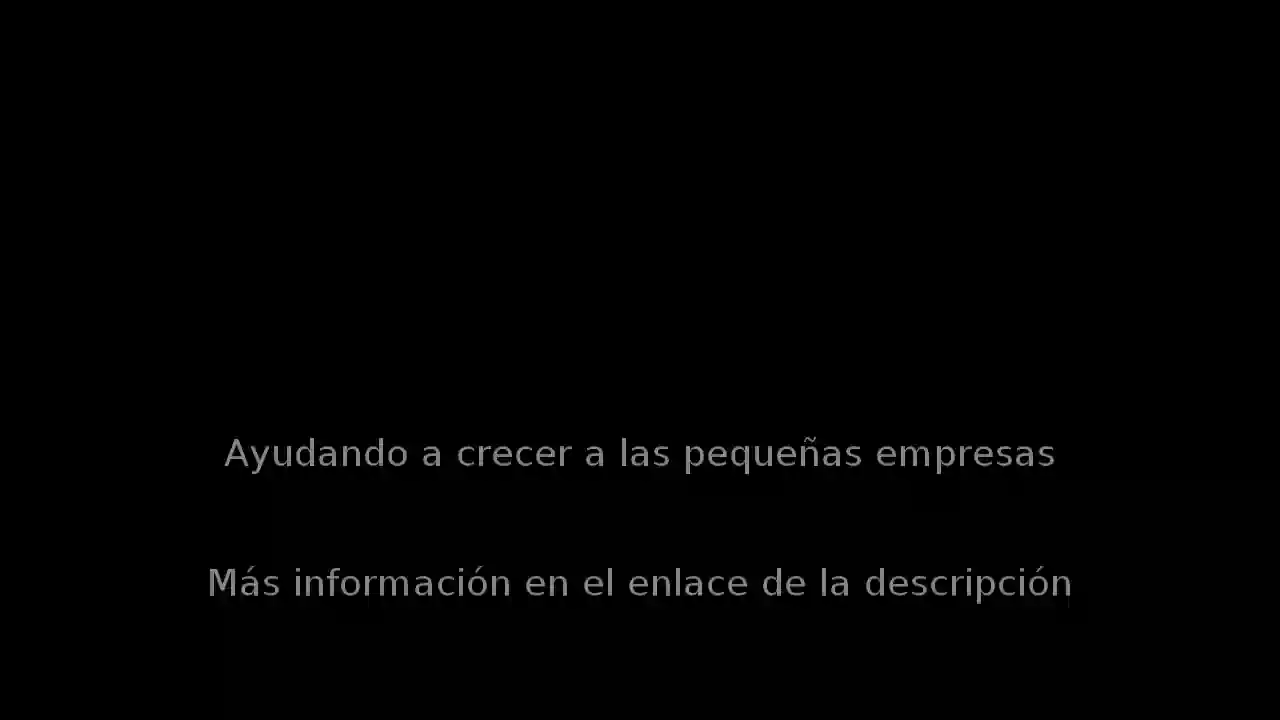 Ayudando a crecer a las pequeñas empresas
Más información en el enlace de la descripción